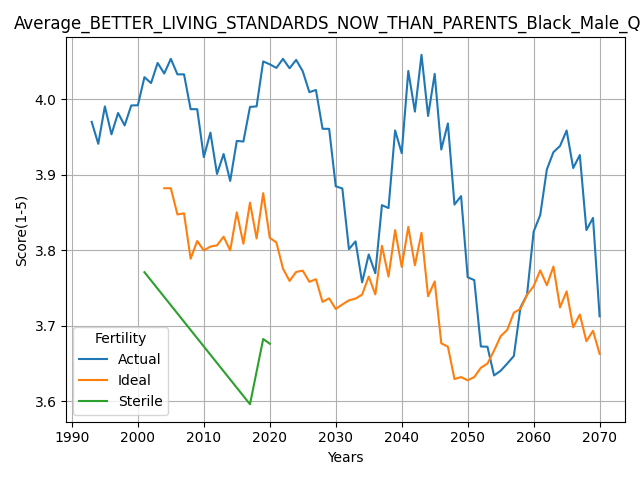 Average_BETTER_LIVING_STANDARDS_NOW_THAN_PARENTS_Black_Male_Q
Score(1-5)
4.0
3.9
3.8
3.7
3.6
Fertility
Actual
Ideal
Sterile
1990 2000 2010 2020 2030 2040 2050 2060 2070
Years